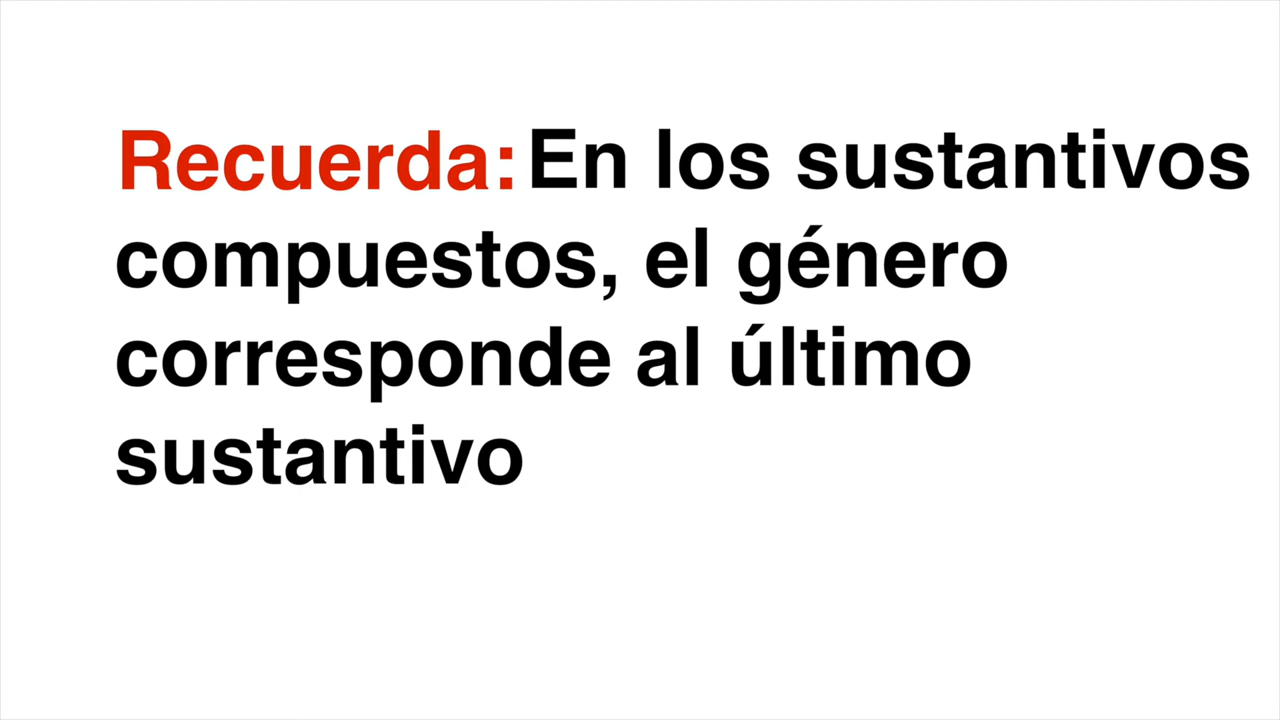 Recuerda: En los sustantivos
compuestos, el género
corresponde al último
sustantivo